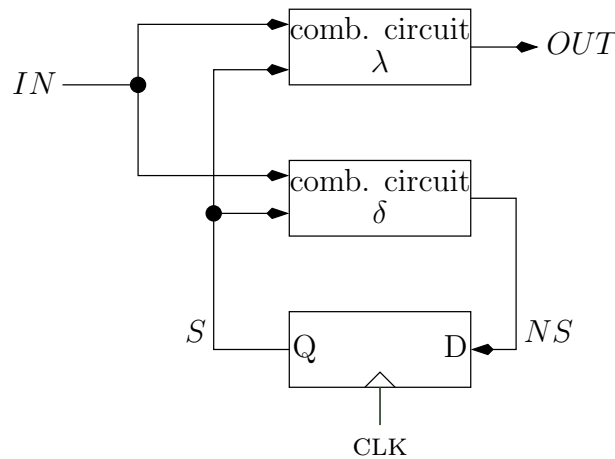 comb. circuit
λ
OUT
IN
comb. circuit
δ
S
NS
Q
D
CLK